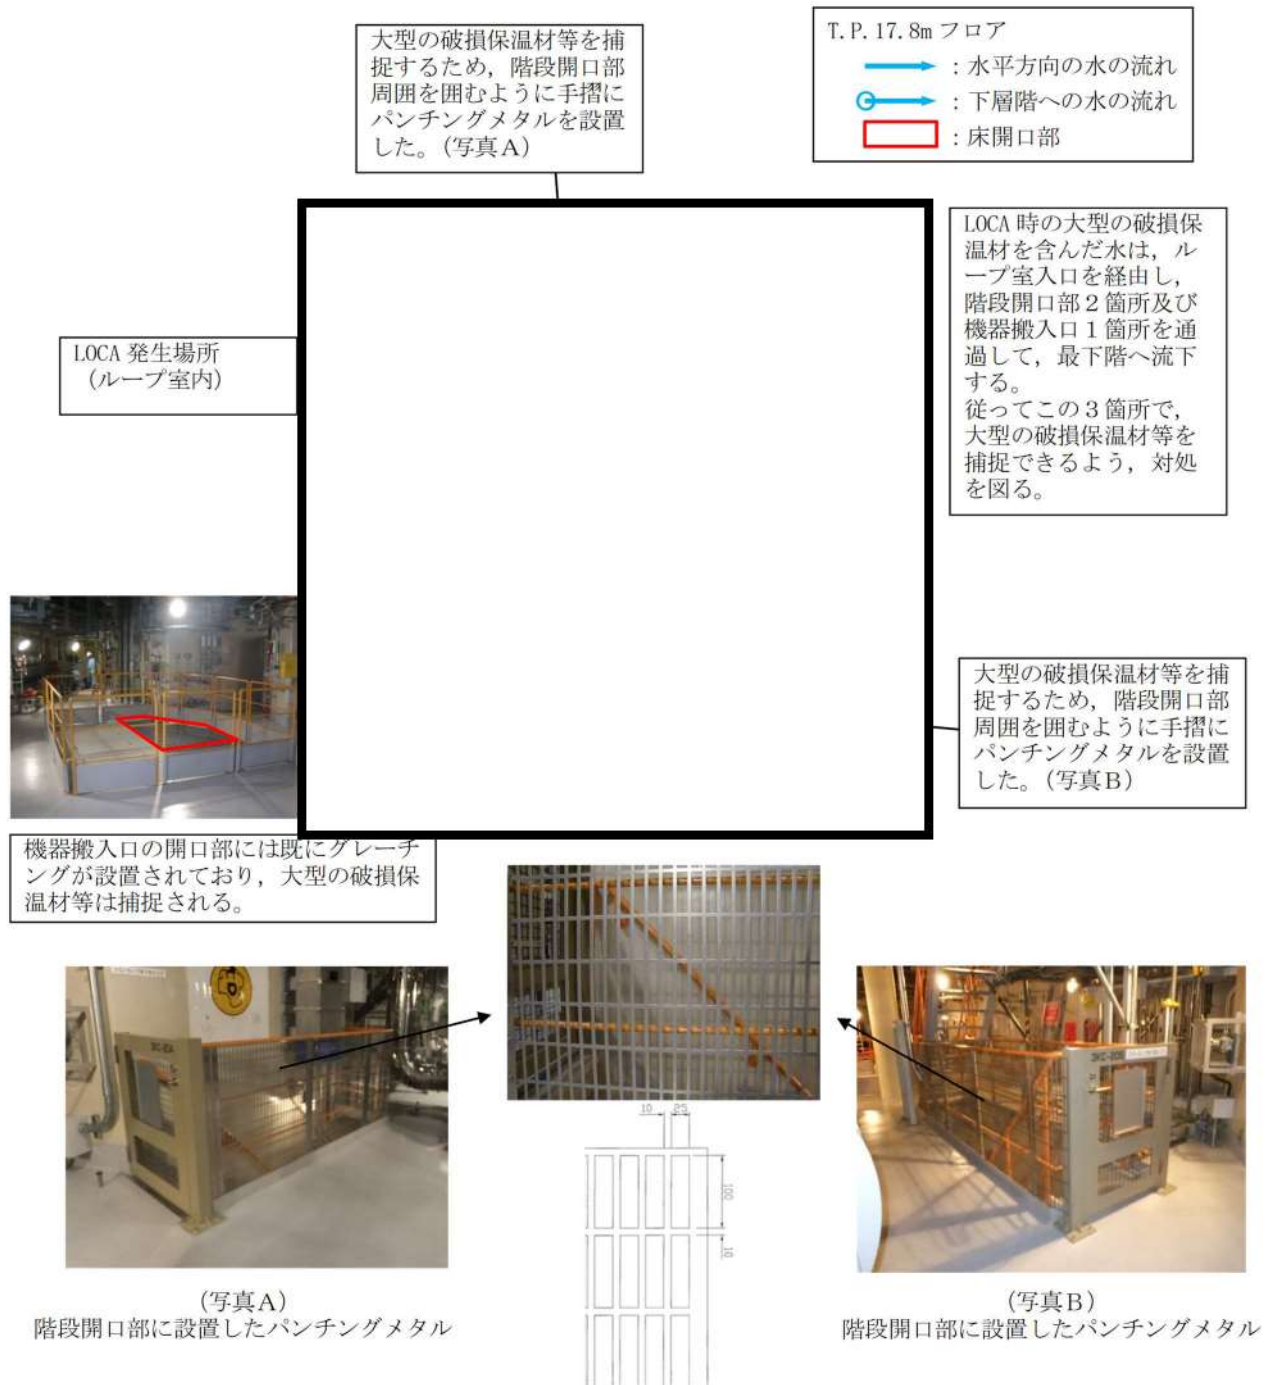 大型の破損保温材等を捕
捉するため，階段開口部
周囲を囲むように手摺に
パンチングメタルを設置
した。（写真Ａ）
T.P.17.8m フロア
：水平方向の水の流れ
：下層階への水の流れ
：床開口部
LOCA 時の大型の破損保
温材を含んだ水は，ル
ープ室入口を経由し，
階段開口部２箇所及び
機器搬入口１箇所を通
過して，最下階へ流下
する。
従ってこの３箇所で，
大型の破損保温材等を
捕捉できるよう，対処
を図る。
LOCA 発生場所
（ループ室内）
大型の破損保温材等を捕
捉するため，階段開口部
周囲を囲むように手摺に
パンチングメタルを設置
した。（写真Ｂ）
機器搬入口の開口部には既にグレーチ
ングが設置されており，大型の破損保
温材等は捕捉される。
10 25
100
10
（写真Ａ）
階段開口部に設置したパンチングメタル
（写真Ｂ）
階段開口部に設置したパンチングメタル